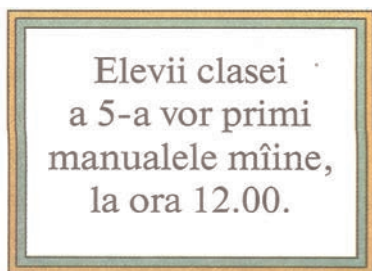 Elevii clasei
a 5-a vor primi
manualele mîine,
la ora 12.00.